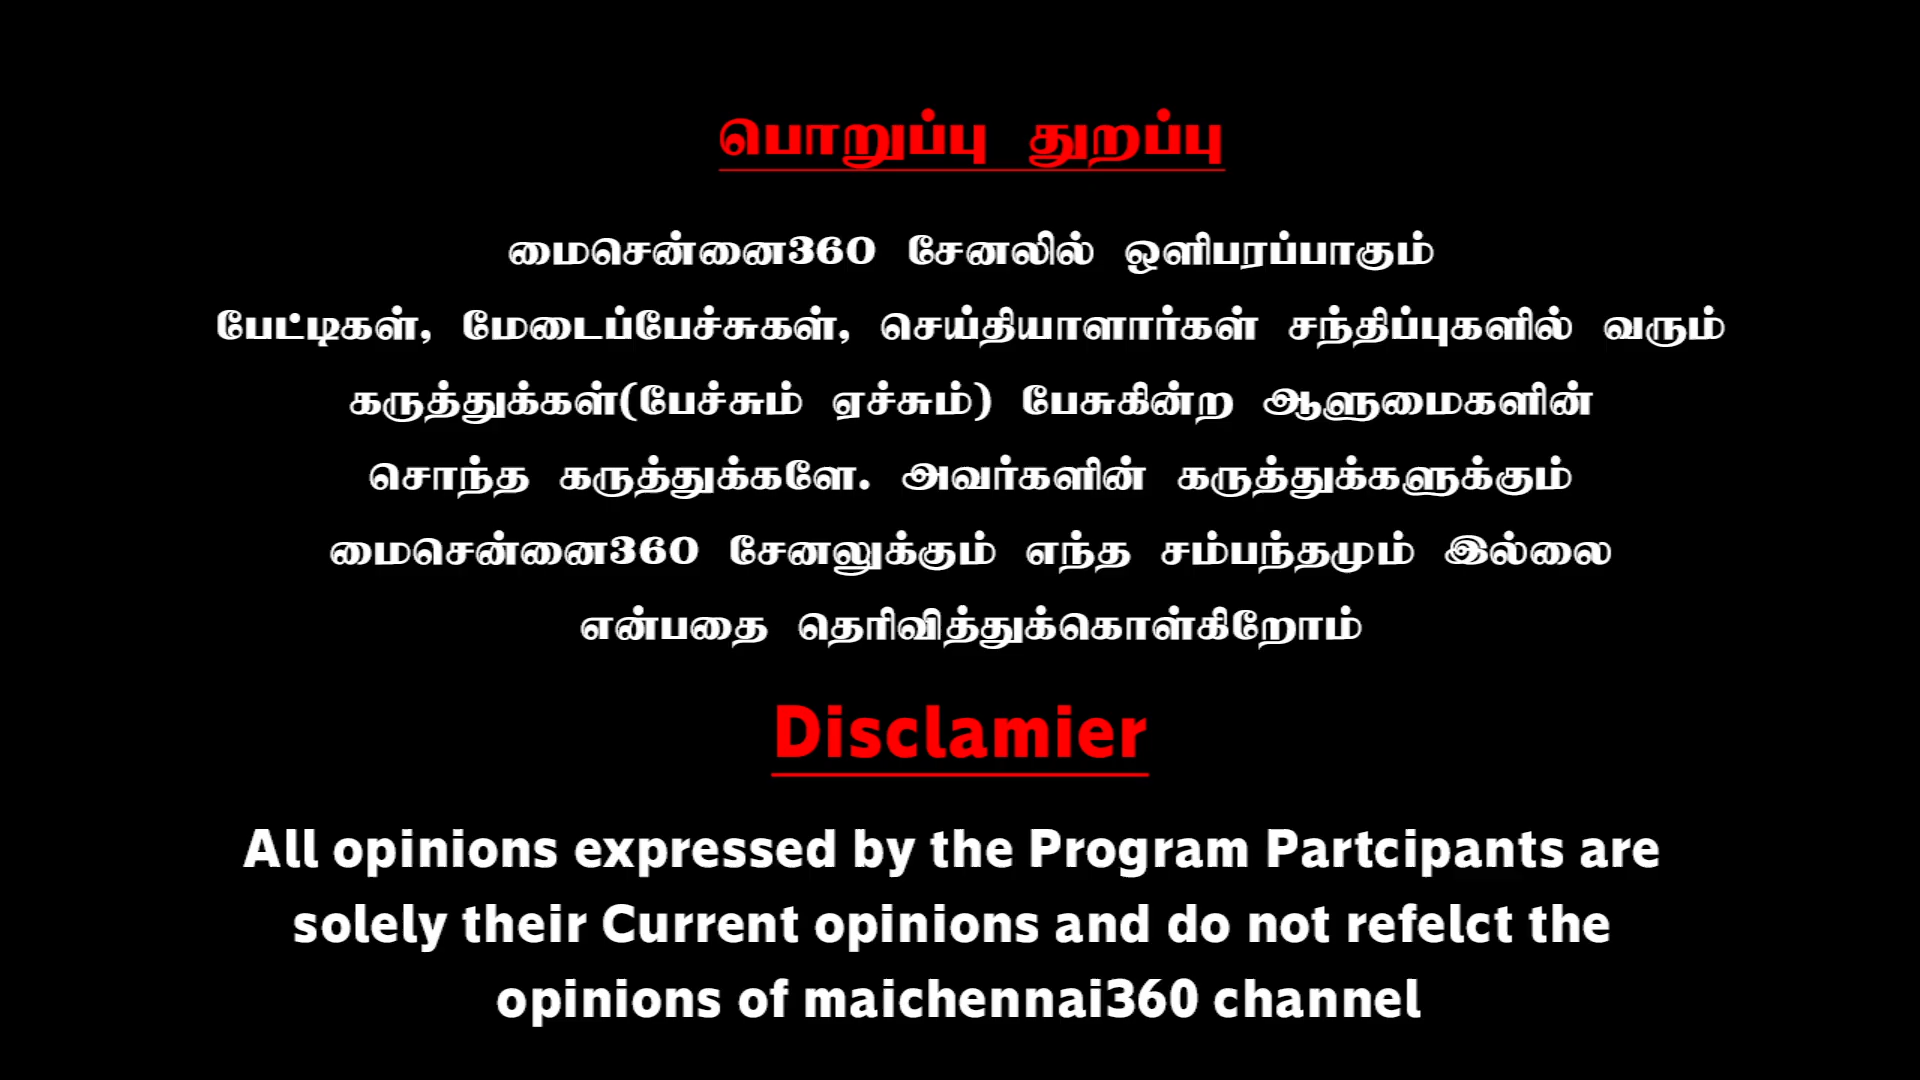 பொறுப்பு துறப்பு
மைசென்னை360 சேனலில் ஒளிபரப்பாகும்
பேட்டிகள், மேடைப்பேச்சுகள், செய்தியாளார்கள் சந்திப்புகளில் வரும்
கருத்துக்கள்(பேச்சும் ஏச்சும்) பேசுகின்ற ஆளுமைகளின்
சொந்த கருத்துக்களே. அவர்களின் கருத்துக்களுக்கும்
மைசென்னை360 சேனலுக்கும் எந்த சம்பந்தமும் இல்லை
என்பதை தெரிவித்துக்கொள்கிறோம்
Disclamier
All opinions expressed by the Program Partcipants are
solely their Current opinions and do not refelct the
opinions of maichennai360 channel